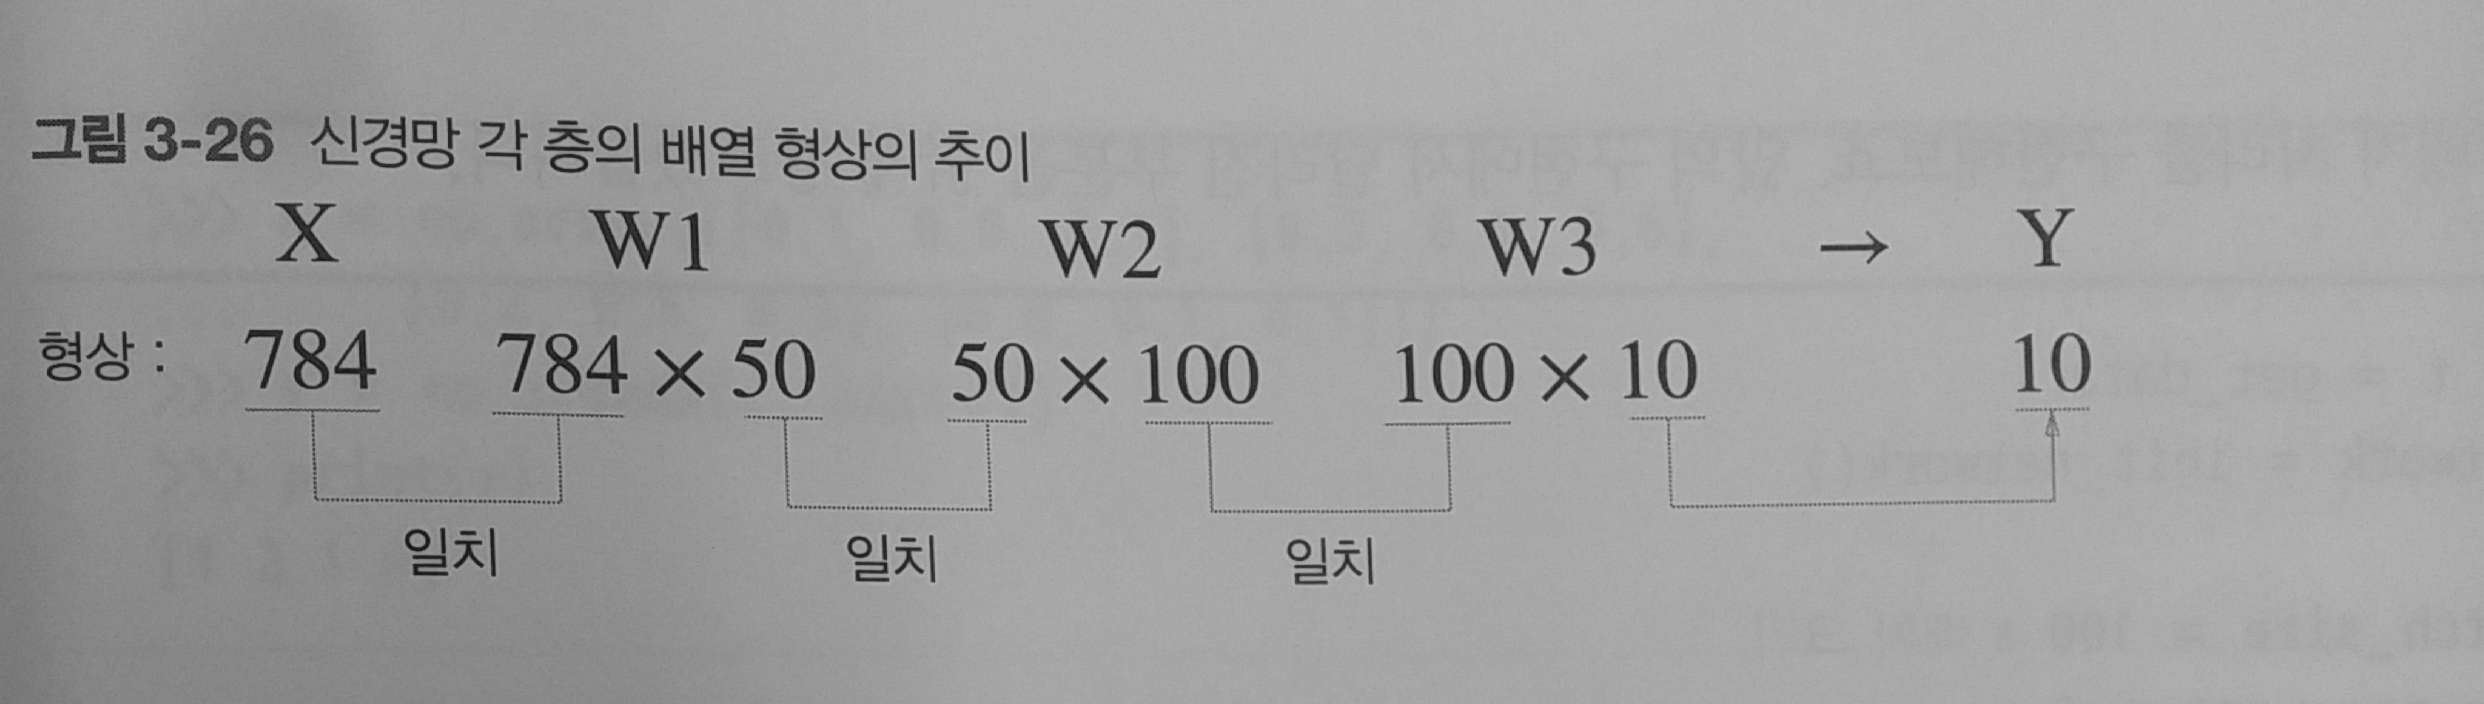 그림 3-26 신경망 각 층의 배열 형상의 추이
X W1 W2 W3 → Y
형상 : 784 784 × 50 50 × 100 100 × 10 10
일치 일치 일치